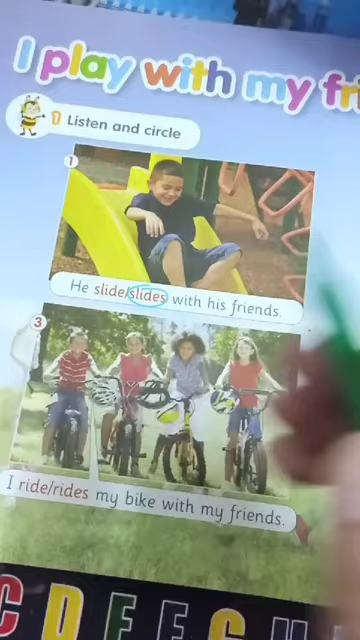 I play with my fri
1 Listen and circle
1
He slide/slides with his friends.
3
I ride/rides my bike with my friends.
C D E F G H I